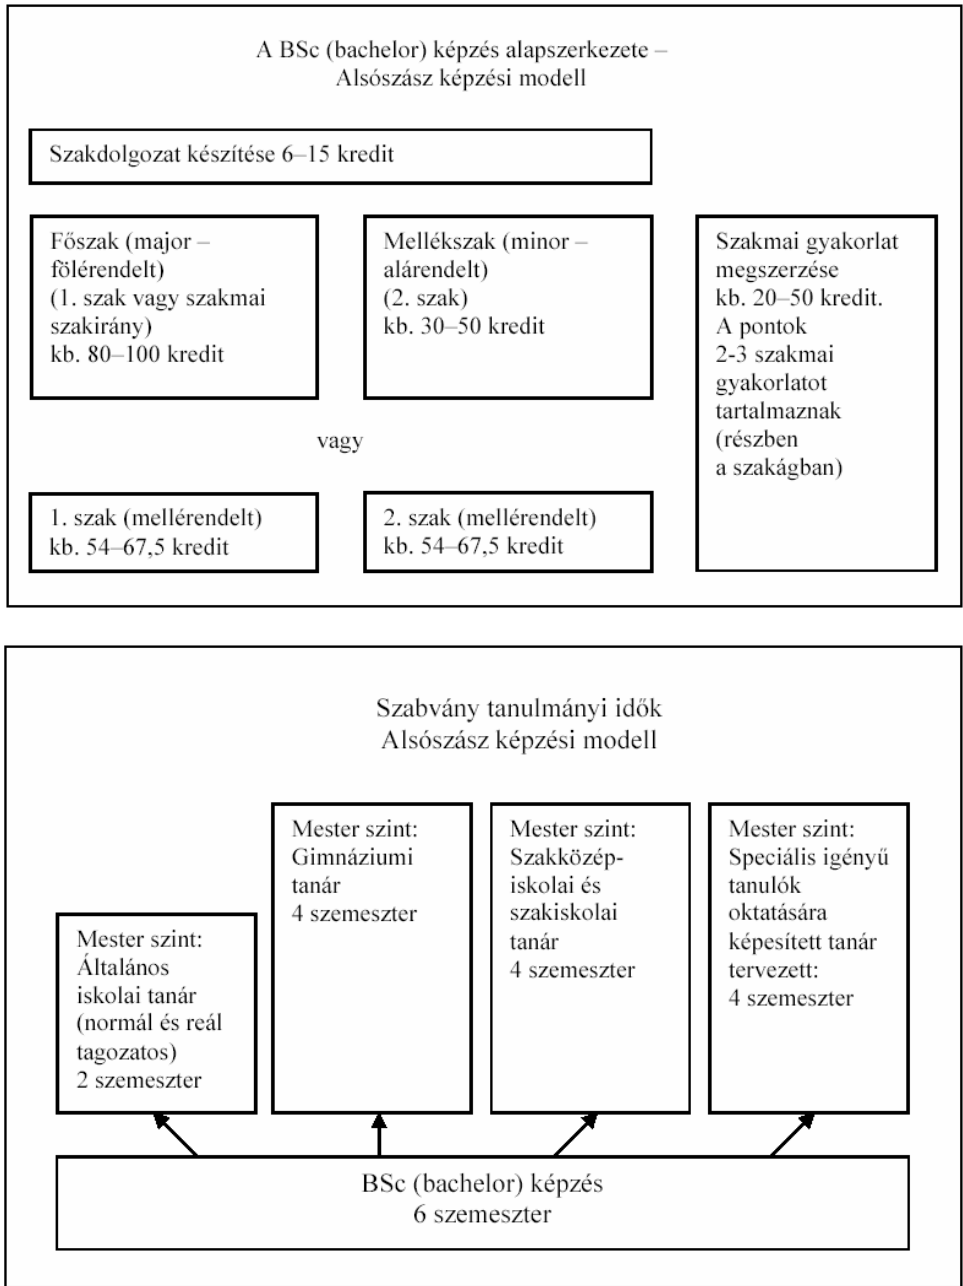 A BSc (bachelor) képzés alapszerkezete –
Alsószász képzési modell
Szakdolgozat készítése 6–15 kredit
Főszak (major –
fölérendelt)
(1. szak vagy szakmai
szakirány)
kb. 80–100 kredit
Mellékszak (minor –
alárendelt)
(2. szak)
kb. 30–50 kredit
Szakmai gyakorlat
megszerzése
kb. 20–50 kredit.
A pontok
2-3 szakmai
gyakorlatot
tartalmaznak
(részben
a szakágban)
vagy
1. szak (mellérendelt)
kb. 54–67,5 kredit
2. szak (mellérendelt)
kb. 54–67,5 kredit
Szabvány tanulmányi idők
Alsószász képzési modell
Mester szint:
Általános
iskolai tanár
(normál és reál
tagozatos)
2 szemeszter
Mester szint:
Gimnáziumi
tanár
4 szemeszter
Mester szint:
Szakközép-
iskolai és
szakiskolai
tanár
4 szemeszter
Mester szint:
Speciális igényű
tanulók
oktatására
képesített tanár
tervezett:
4 szemeszter
BSc (bachelor) képzés
6 szemeszter